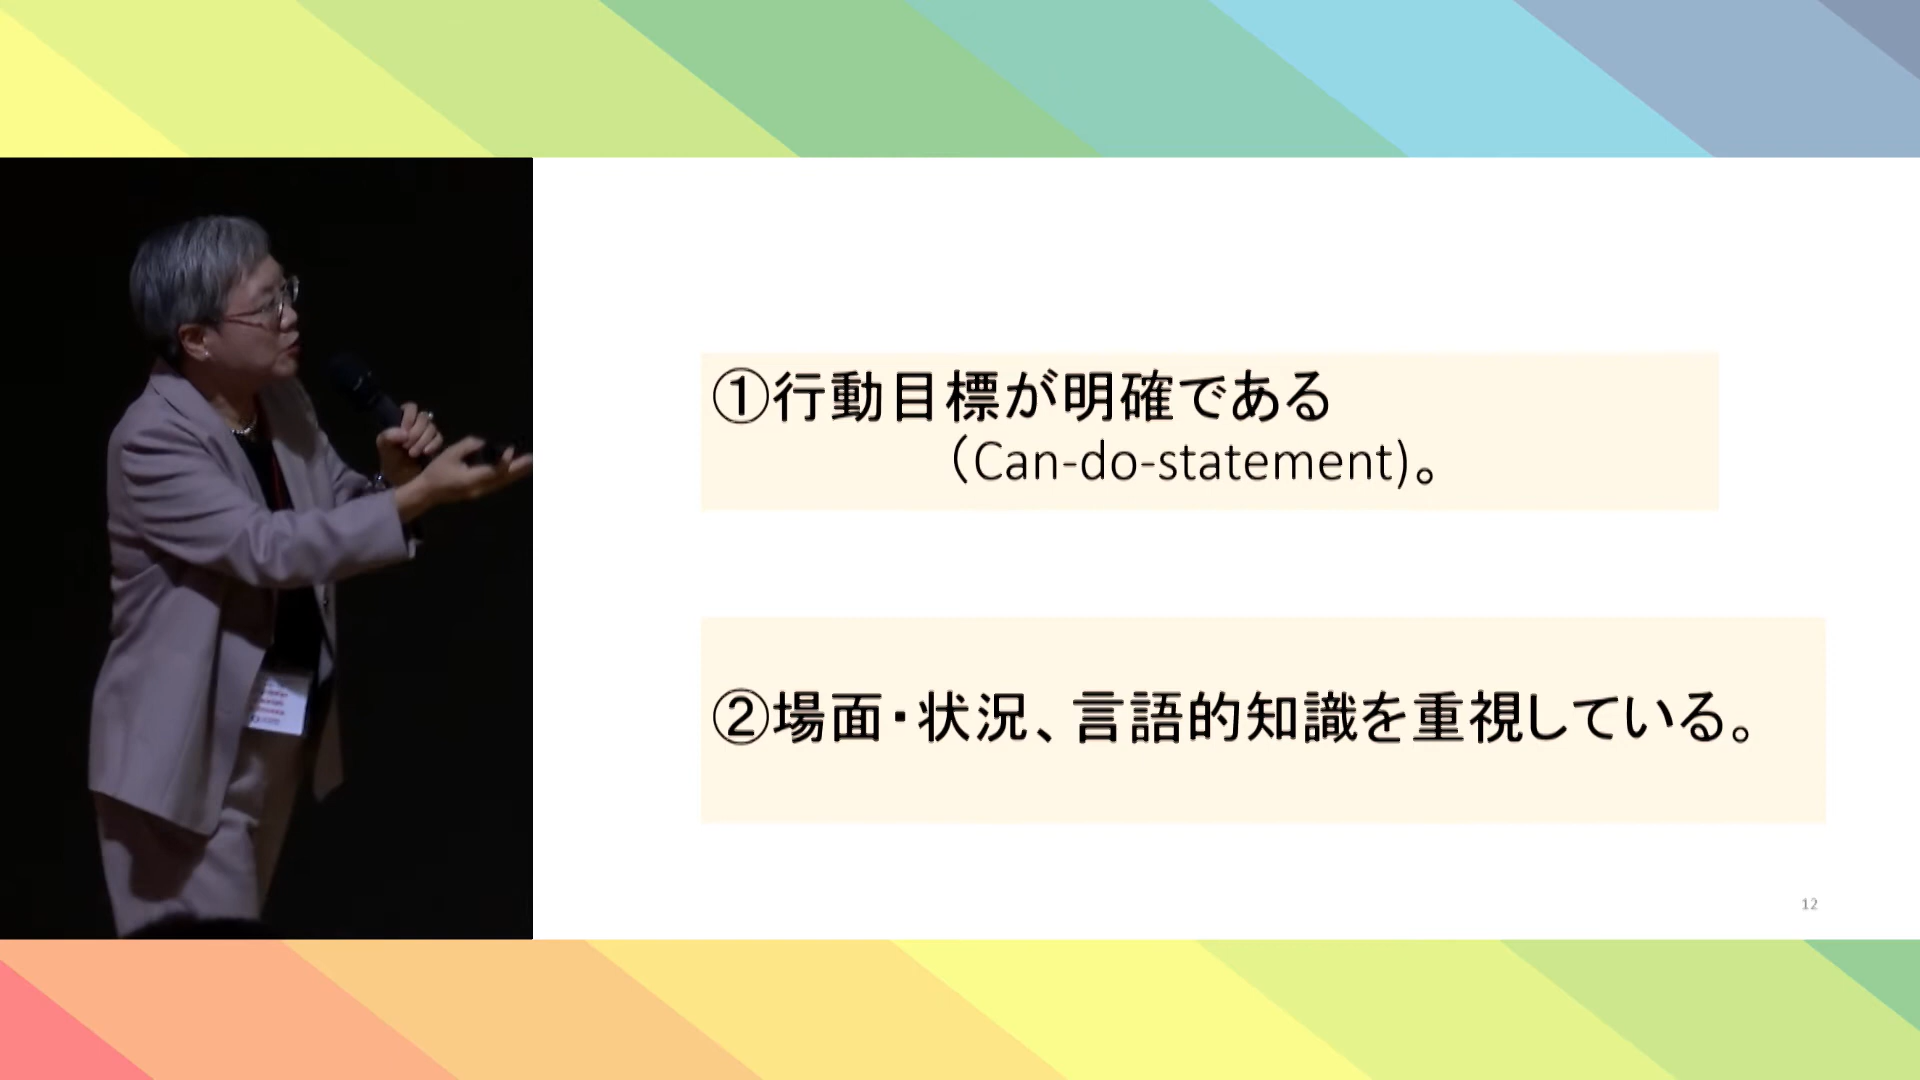 ①行動目標が明確である
（Can-do-statement)。
②場面・状況、言語的知識を重視している。
12